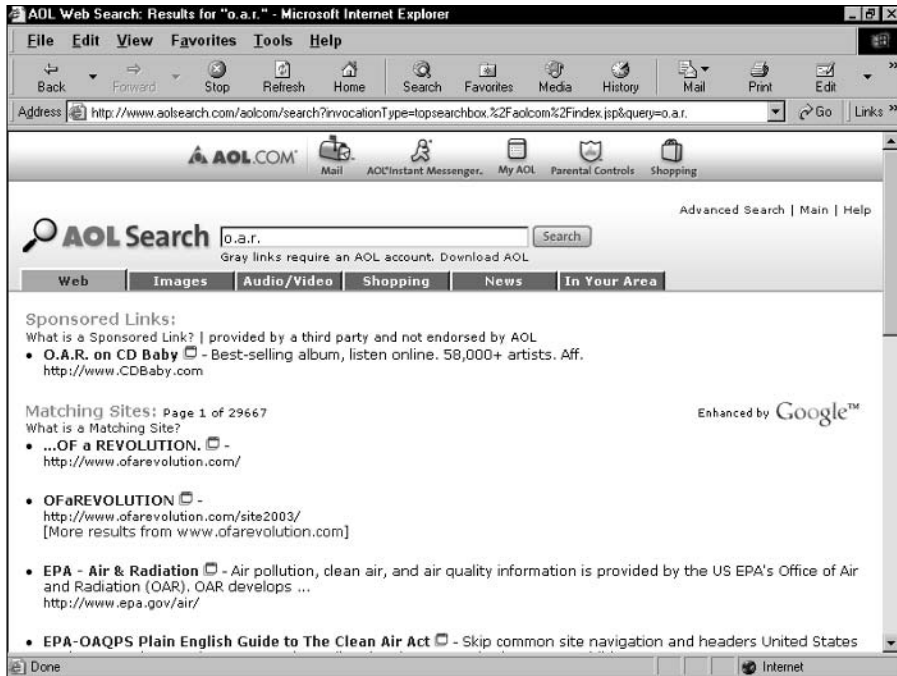 AOL Web Search: Results for "o.a.r." - Microsoft Internet Explorer
File Edit View Favorites Tools Help
Back Forward Stop Refresh Home Search Favorites Media History Mail Print Edit
Address http://www.aolsearch.com/aolcom/search?invocationType=topsearchbox.%2Faolcom%2Findex.jsp&query=o.a.r. Go Links »
AOL.COM Mail AOL Instant Messenger. My AOL Parental Controls Shopping
Advanced Search | Main | Help
AOL Search o.a.r. Search
Gray links require an AOL account. Download AOL
Web Images Audio/Video Shopping News In Your Area
Sponsored Links:
What is a Sponsored Link? | provided by a third party and not endorsed by AOL
• O.A.R. on CD Baby - Best-selling album, listen online. 58,000+ artists. Aff.
http://www.CDBaby.com
Matching Sites: Page 1 of 29667 Enhanced by Google™
What is a Matching Site?
• ...OF a REVOLUTION. -
http://www.ofarevolution.com/
• OFaREVOLUTION -
http://www.ofarevolution.com/site2003/
[More results from www.ofarevolution.com]
• EPA - Air & Radiation - Air pollution, clean air, and air quality information is provided by the US EPA's Office of Air
and Radiation (OAR). OAR develops ...
http://www.epa.gov/air/
• EPA-OAQPS Plain English Guide to The Clean Air Act - Skip common site navigation and headers United States
Done Internet